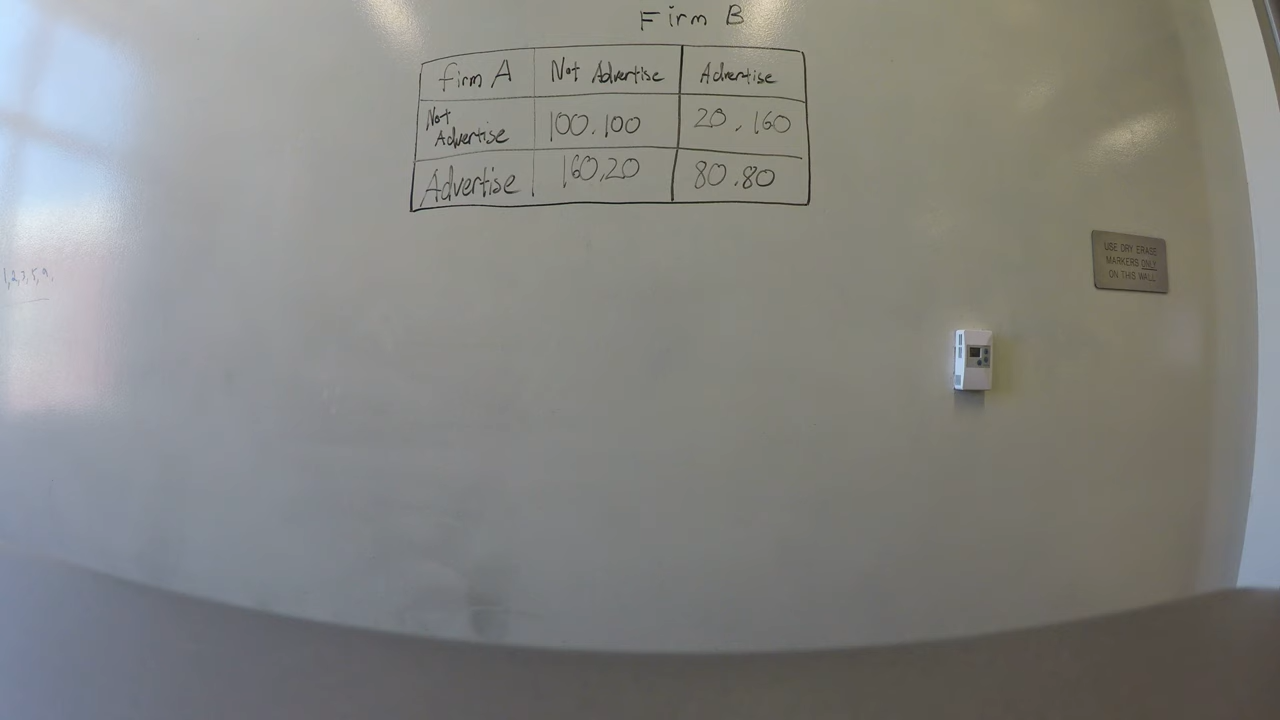 Firm B
firm A Not Advertise Advertise
Not Advertise 100,100 20,160
Advertise 160,20 80,80
USE DRY ERASE
MARKERS ONLY
ON THIS WALL